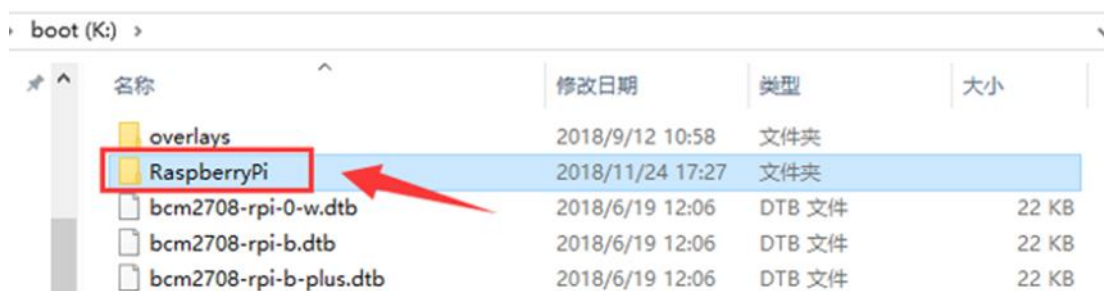 boot (K:)
名称 修改日期 类型 大小
overlays 2018/9/12 10:58 文件夹
RaspberryPi 2018/11/24 17:27 文件夹
bcm2708-rpi-0-w.dtb 2018/6/19 12:06 DTB 文件 22 KB
bcm2708-rpi-b.dtb 2018/6/19 12:06 DTB 文件 22 KB
bcm2708-rpi-b-plus.dtb 2018/6/19 12:06 DTB 文件 22 KB